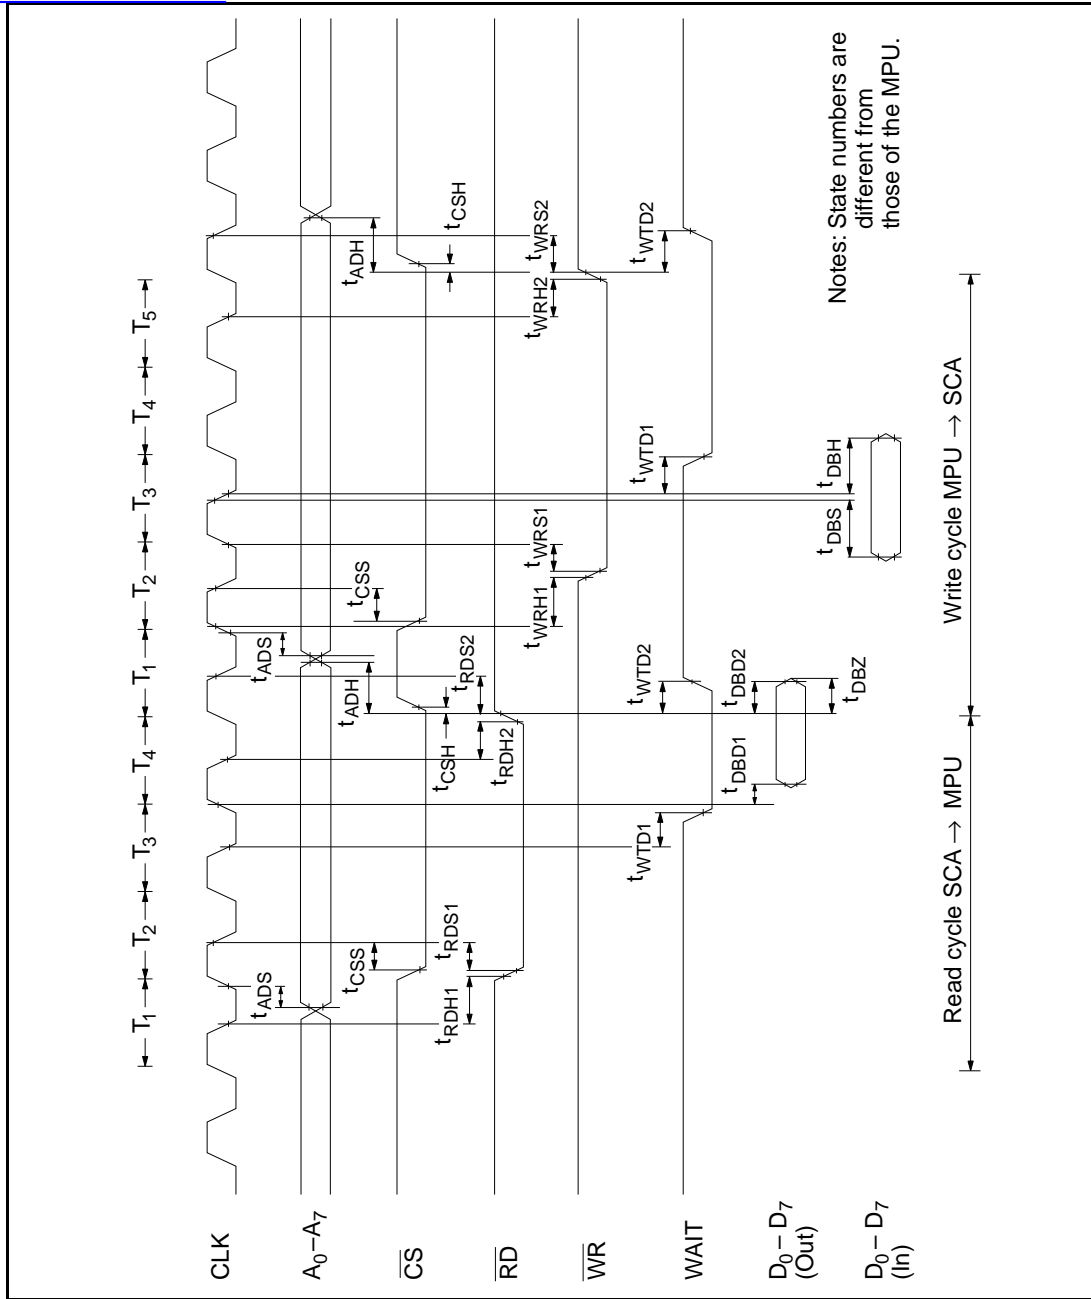 T1 T2 T3 T4 T1 T2 T3 T4 T5
CLK
tADS tADS
A0–A7
tADH tADH
tCSS tCSS
C̅S̅
tCSH tCSH
R̅D̅
tRDH1 tRDS1 tRDH2 tRDS2
W̅R̅
tWRH1 tWRS1 tWRH2 tWRS2
WAIT
tWTD1 tWTD2 tWTD1 tWTD2
D0–D7
(Out)
tDBD1 tDBD2
tDBZ
D0–D7
(In)
tDBS tDBH
Read cycle SCA → MPU Write cycle MPU → SCA
Notes: State numbers are
different from
those of the MPU.